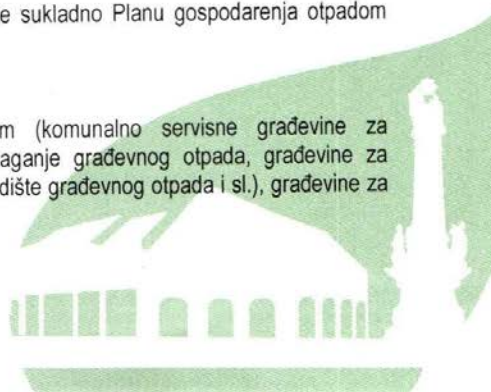 e sukladno Planu gospodarenja otpadom
m (komunalno servisne građevine za
aganje građevnog otpada, građevine za
dište građevnog otpada i sl.), građevine za